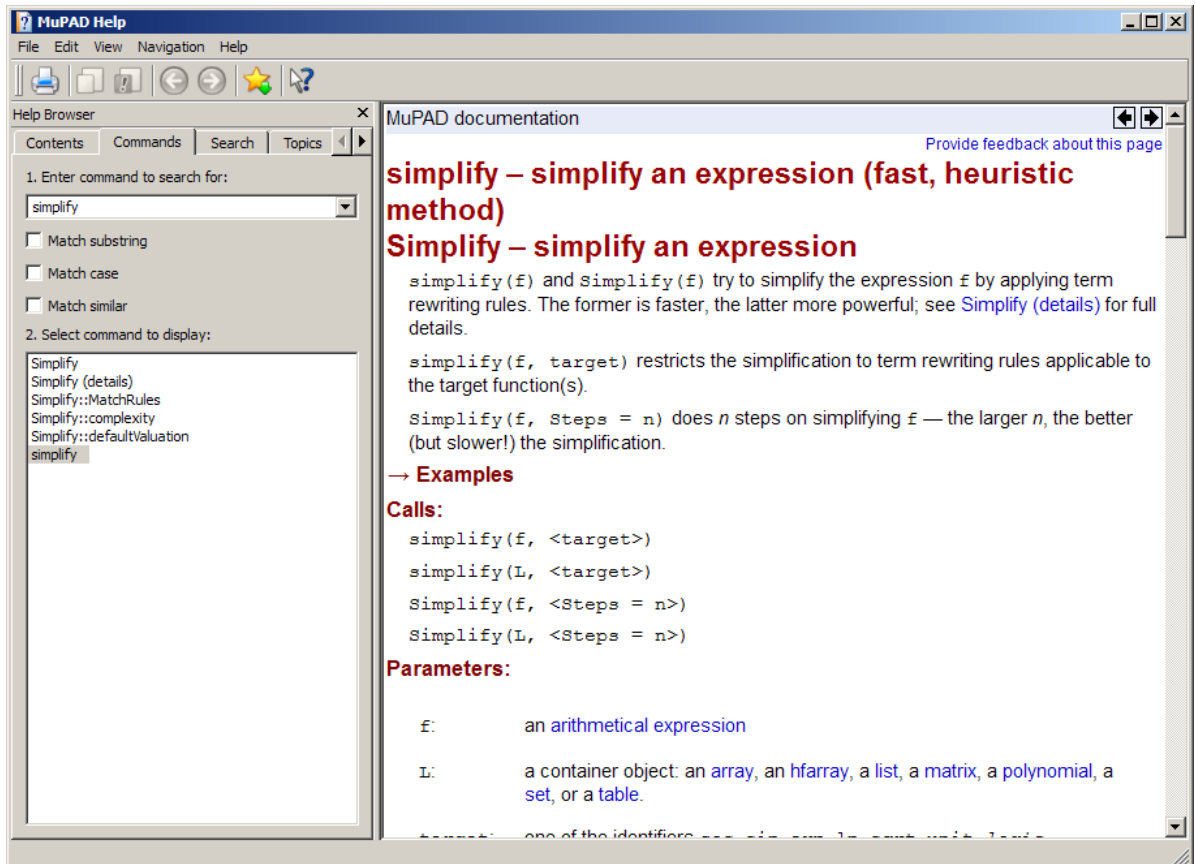 MuPAD Help
File Edit View Navigation Help
Help Browser
Contents Commands Search Topics
1. Enter command to search for:
simplify
Match substring
Match case
Match similar
2. Select command to display:
Simplify
Simplify (details)
Simplify::MatchRules
Simplify::complexity
Simplify::defaultValuation
simplify
MuPAD documentation
Provide feedback about this page
simplify – simplify an expression (fast, heuristic
method)
Simplify – simplify an expression
simplify(f) and Simplify(f) try to simplify the expression f by applying term
rewriting rules. The former is faster, the latter more powerful; see Simplify (details) for full
details.
simplify(f, target) restricts the simplification to term rewriting rules applicable to
the target function(s).
Simplify(f, Steps = n) does n steps on simplifying f — the larger n, the better
(but slower!) the simplification.
→ Examples
Calls:
simplify(f, <target>)
simplify(L, <target>)
Simplify(f, <Steps = n>)
Simplify(L, <Steps = n>)
Parameters:
f: an arithmetical expression
L: a container object: an array, an hfarray, a list, a matrix, a polynomial, a
set, or a table.
target: one of the identifiers